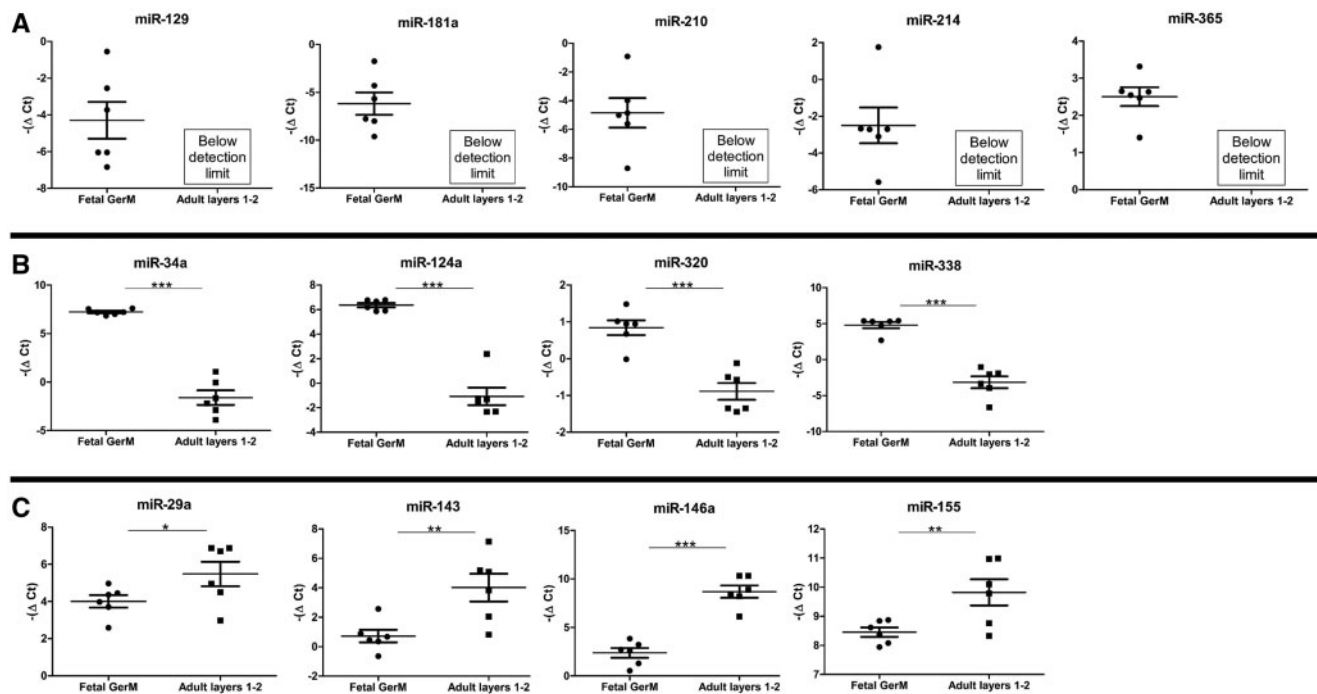 A
miR-129
-(Δ Ct)
0
-2
-4
-6
-8
Below
detection
limit
Fetal GerM
Adult layers 1-2
miR-181a
-(Δ Ct)
0
-5
-10
-15
Below
detection
limit
Fetal GerM
Adult layers 1-2
miR-210
-(Δ Ct)
0
-2
-4
-6
-8
-10
Below
detection
limit
Fetal GerM
Adult layers 1-2
miR-214
-(Δ Ct)
2
0
-2
-4
-6
Below
detection
limit
Fetal GerM
Adult layers 1-2
miR-365
-(Δ Ct)
4
3
2
1
0
Below
detection
limit
Fetal GerM
Adult layers 1-2
B
miR-34a
***
-(Δ Ct)
10
5
0
-5
Fetal GerM
Adult layers 1-2
miR-124a
***
-(Δ Ct)
8
6
4
2
0
-2
-4
Fetal GerM
Adult layers 1-2
miR-320
***
-(Δ Ct)
2
1
0
-1
-2
Fetal GerM
Adult layers 1-2
miR-338
***
-(Δ Ct)
10
5
0
-5
-10
Fetal GerM
Adult layers 1-2
C
miR-29a
*
-(Δ Ct)
8
6
4
2
0
Fetal GerM
Adult layers 1-2
miR-143
**
-(Δ Ct)
8
6
4
2
0
-2
Fetal GerM
Adult layers 1-2
miR-146a
***
-(Δ Ct)
15
10
5
0
Fetal GerM
Adult layers 1-2
miR-155
**
-(Δ Ct)
12
11
10
9
8
7
Fetal GerM
Adult layers 1-2